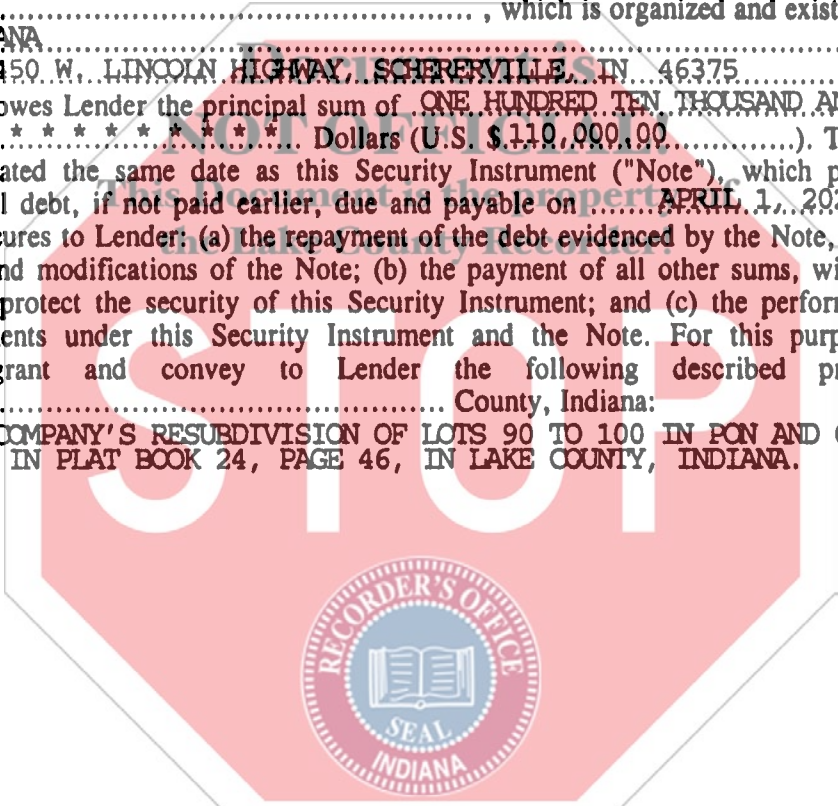 ............................................ , which is organized and exist
ANA
450 W. LINCOLN HIGHWAY, SCHERERVILLE, IN 46375
owes Lender the principal sum of ONE HUNDRED TEN THOUSAND AN
* * * * * * * * * * Dollars (U.S. $ 110,000.00 ............). T
ated the same date as this Security Instrument ("Note"), which p
l debt, if not paid earlier, due and payable on ....... APRIL 1, 202
cures to Lender: (a) the repayment of the debt evidenced by the Note,
nd modifications of the Note; (b) the payment of all other sums, wi
protect the security of this Security Instrument; and (c) the perfor
ents under this Security Instrument and the Note. For this purp
grant and convey to Lender the following described pr
............................................ County, Indiana:
COMPANY'S RESUBDIVISION OF LOTS 90 TO 100 IN PON AND
IN PLAT BOOK 24, PAGE 46, IN LAKE COUNTY, INDIANA.
Document is
NOT OFFICIAL!
This Document is the property of
the Lake County Recorder!
STOP
RECORDER'S OFFICE
SEAL
INDIANA